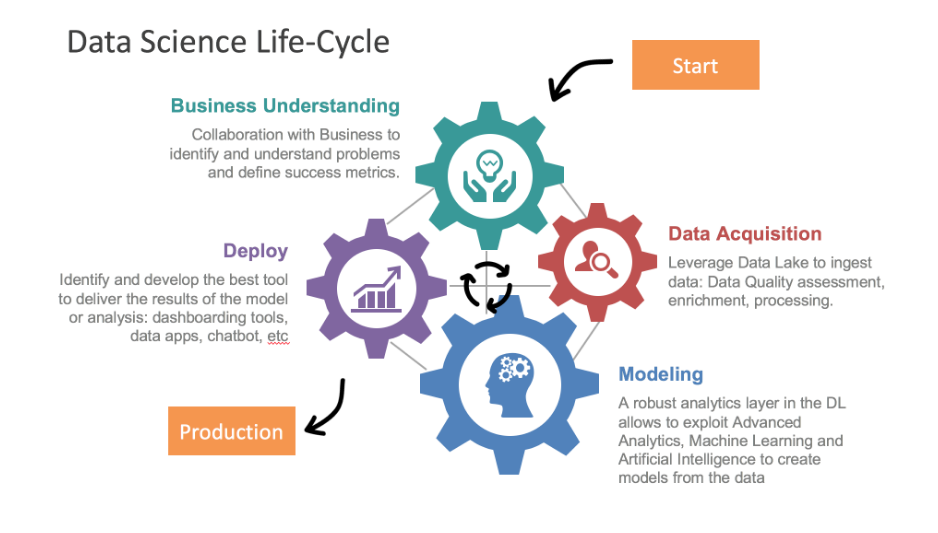 Data Science Life-Cycle
Start
Business Understanding
Collaboration with Business to
identify and understand problems
and define success metrics.
Data Acquisition
Leverage Data Lake to ingest
data: Data Quality assessment,
enrichment, processing.
Deploy
Identify and develop the best tool
to deliver the results of the model
or analysis: dashboarding tools,
data apps, chatbot, etc
Modeling
A robust analytics layer in the DL
allows to exploit Advanced
Analytics, Machine Learning and
Artificial Intelligence to create
models from the data
Production